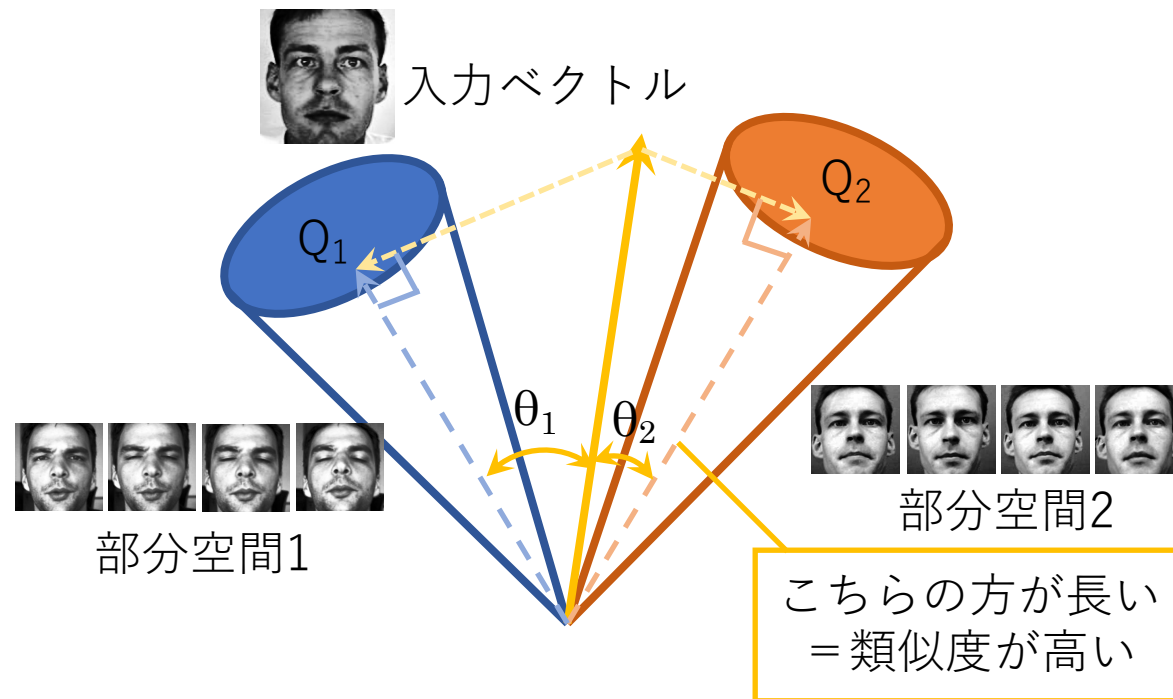 入力ベクトル
Q₁
Q₂
θ₁
θ₂
部分空間1
部分空間2
こちらの方が長い
＝類似度が高い